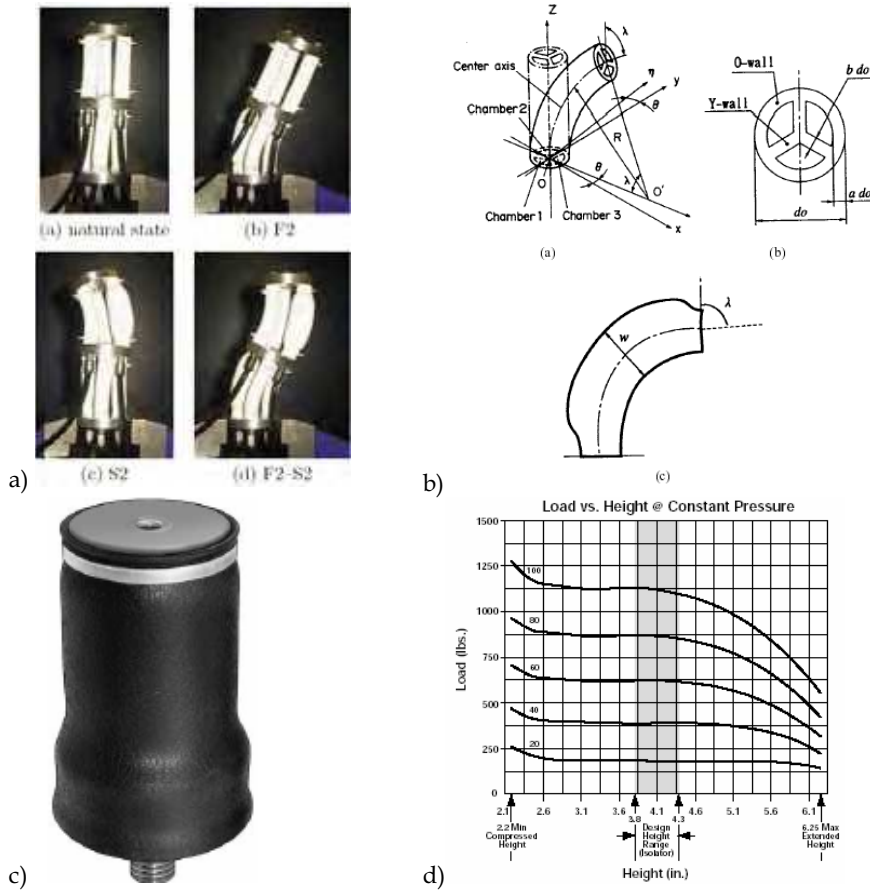 (a) natural state
(b) F2
(c) S2
(d) F2-S2
a)
Z
λ
Center axis
η
y
θ
Chamber 2
R
O
θ
λ
O'
Chamber 1
Chamber 3
x
(a)
O-wall
b do
Y-wall
a do
do
(b)
λ
w
(c)
b)
c)
Load vs. Height @ Constant Pressure
1500
1250
1000
750
500
250
0
Load (lbs.)
100
80
60
40
20
2.1 2.6 3.1 3.6 4.1 4.6 5.1 5.6 6.1
3.8 4.3
2.2 Min
Compressed
Height
Design
Height
Range
(Isolator)
6.25 Max
Extended
Height
Height (in.)
d)